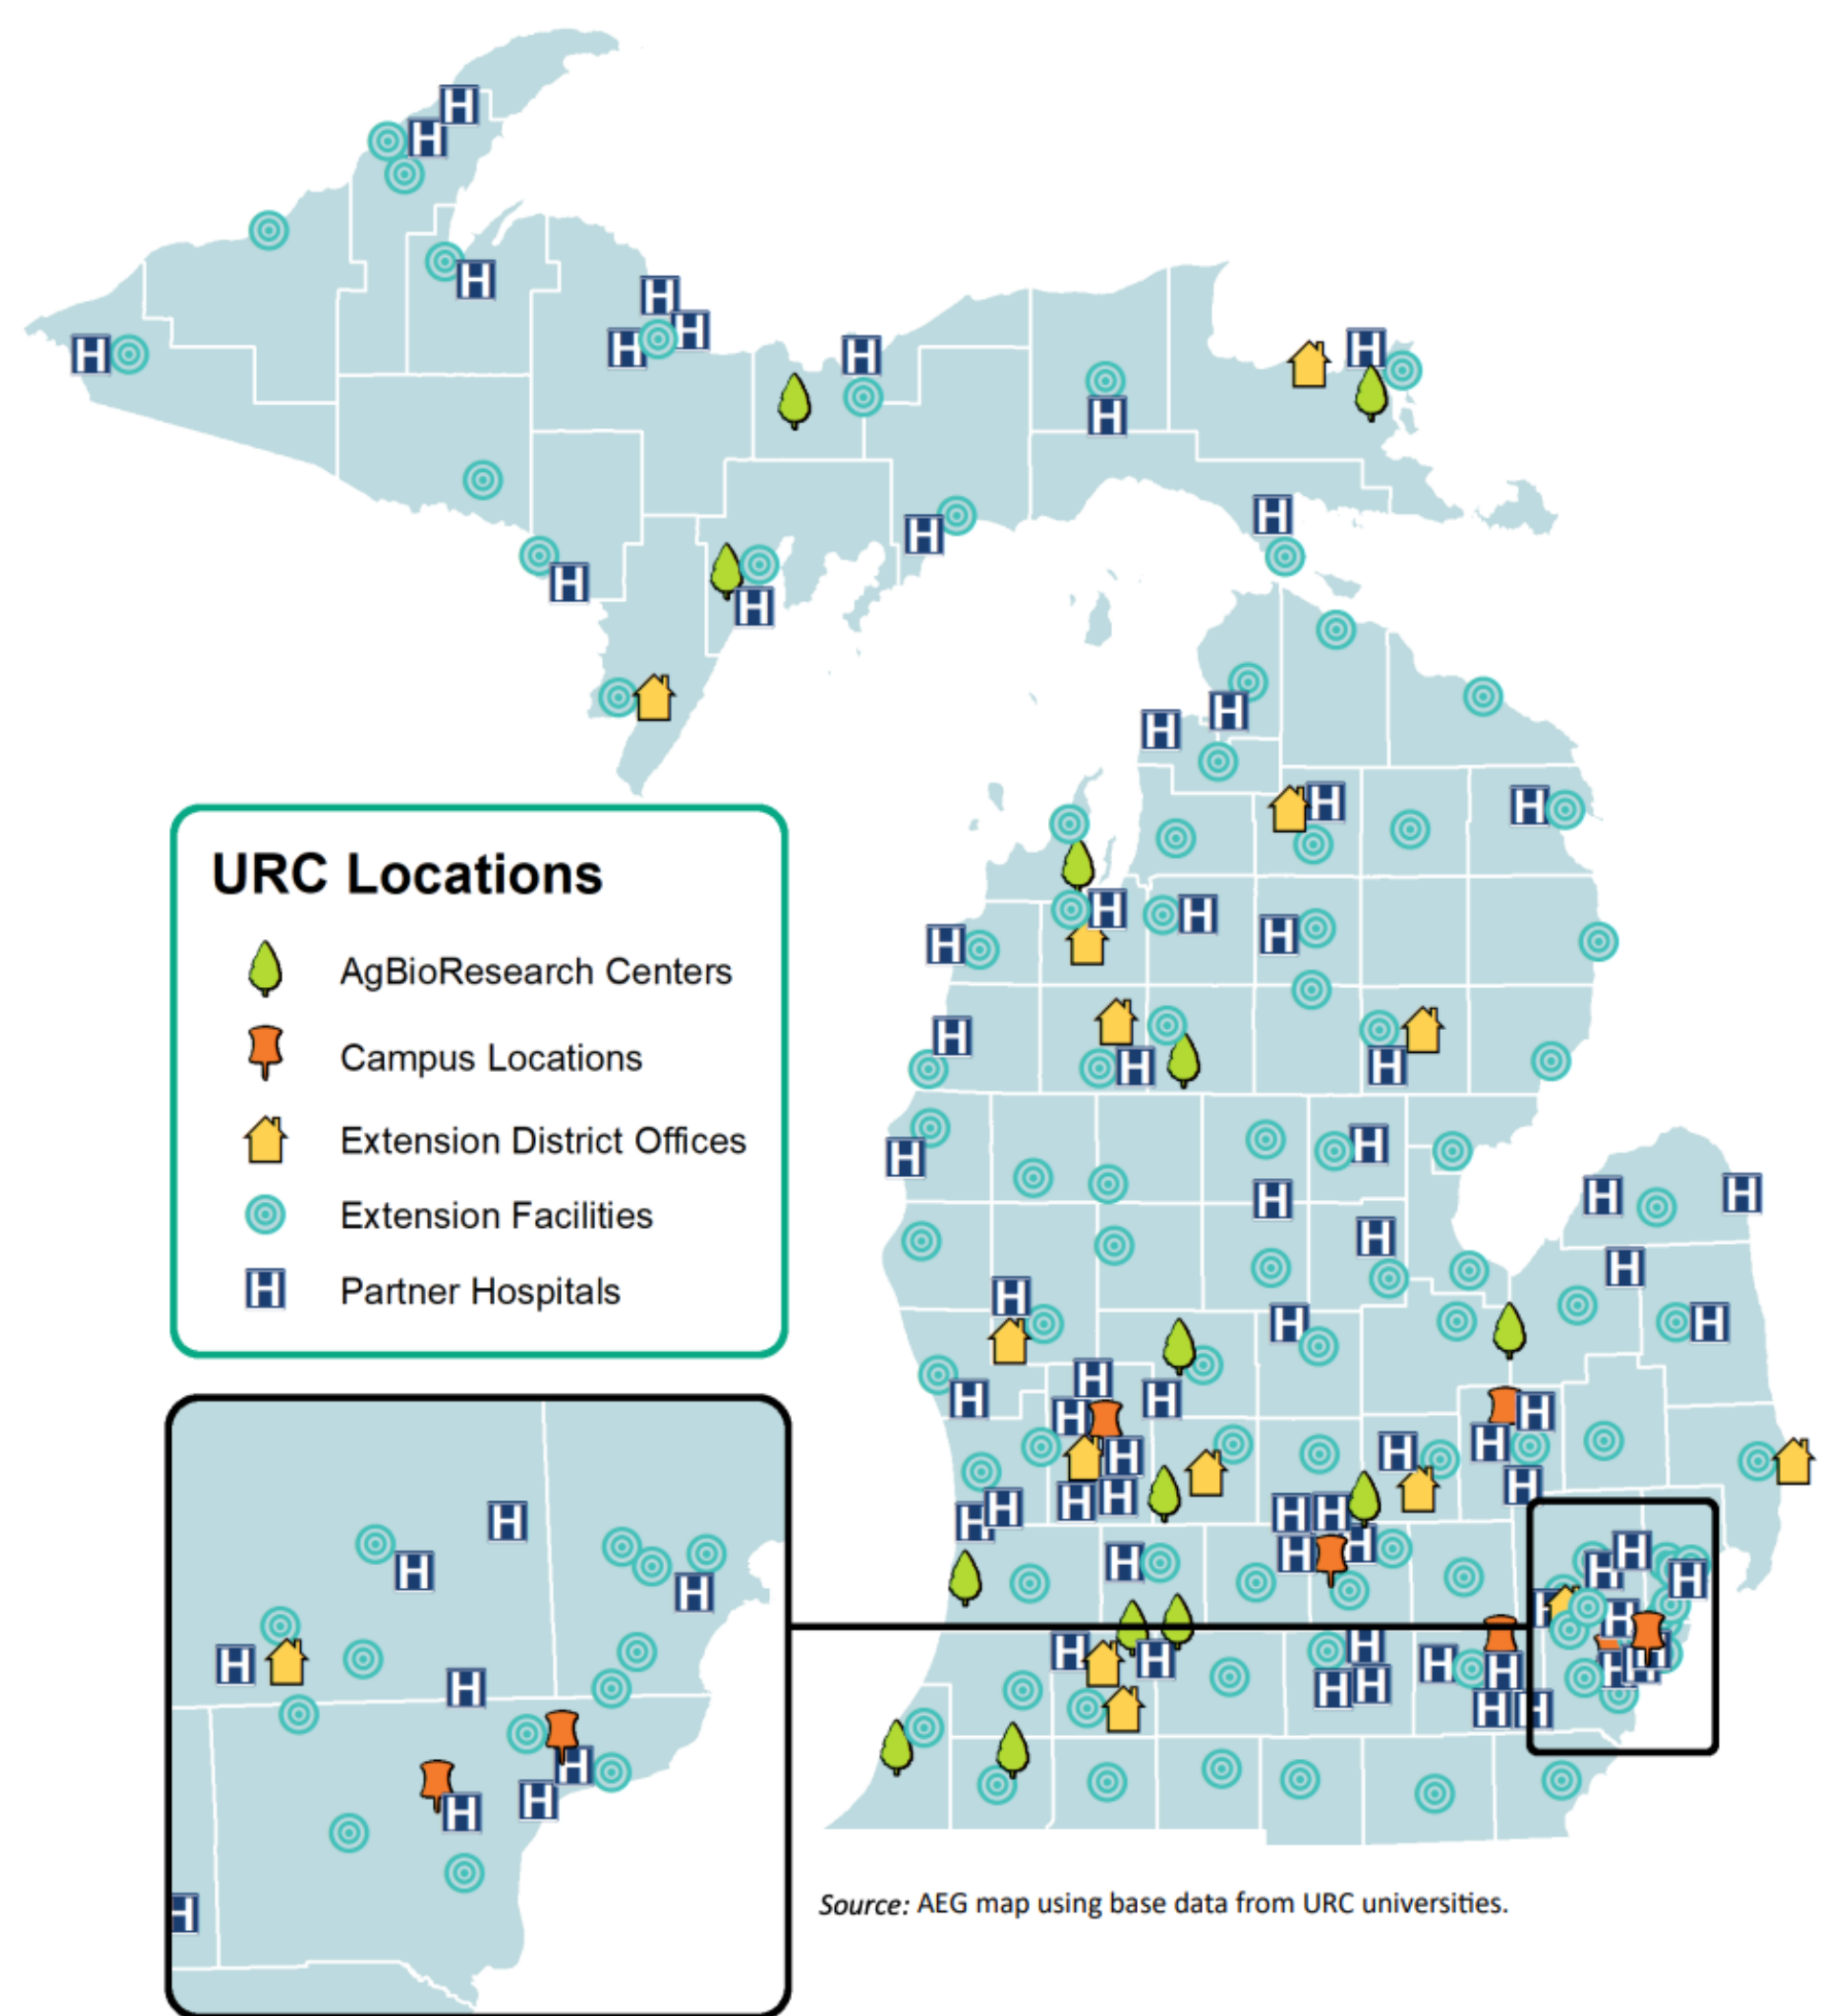 URC Locations
AgBioResearch Centers
Campus Locations
Extension District Offices
Extension Facilities
H Partner Hospitals
Source: AEG map using base data from URC universities.